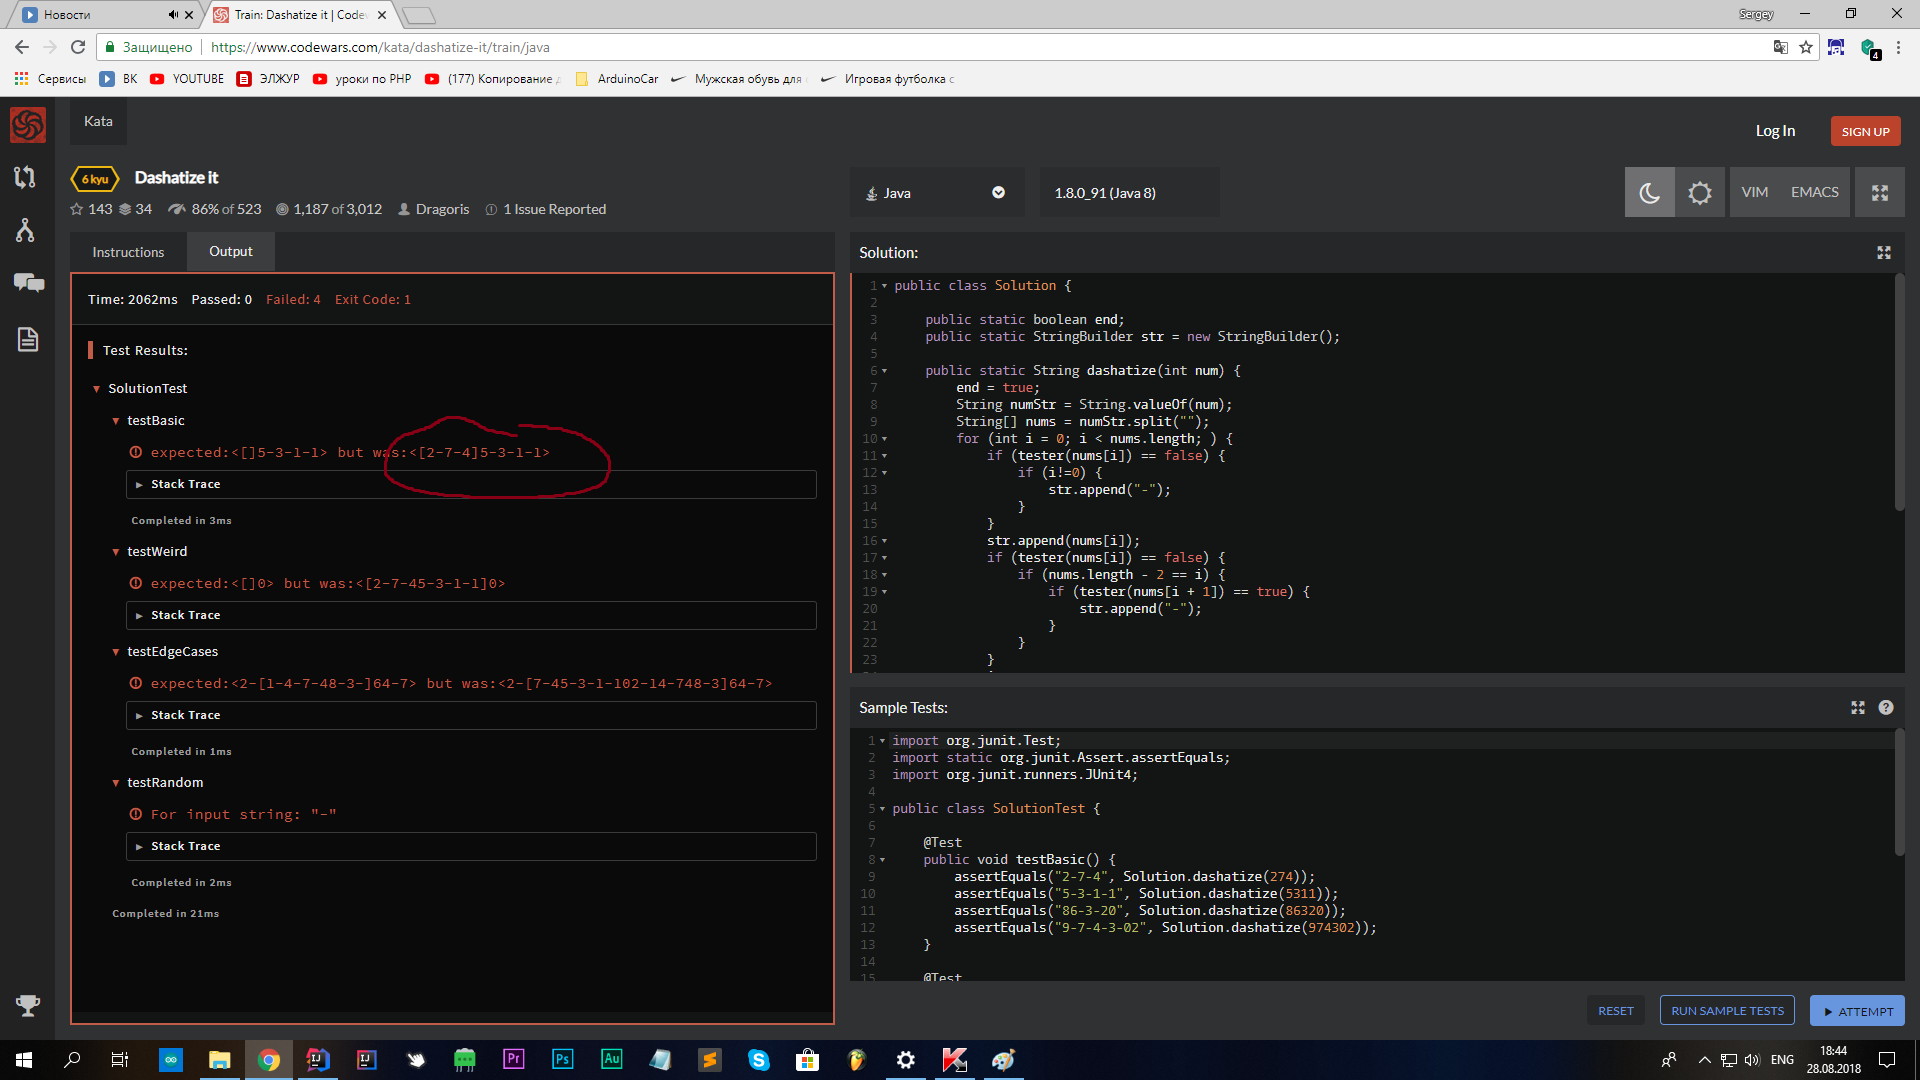 Новости
Train: Dashatize it | Codew
Sergey
Защищено
https://www.codewars.com/kata/dashatize-it/train/java
4
Сервисы ВК YOUTUBE ЭЛЖУР уроки по PHP (177) Копирование ArduinoCar Мужская обувь для Игровая футболка с
Kata
Log In SIGN UP
6 kyu Dashatize it
143 34 86% of 523 1,187 of 3,012 Dragoris 1 Issue Reported
Java 1.8.0_91 (Java 8) VIM EMACS
Instructions Output
Time: 2062ms Passed: 0 Failed: 4 Exit Code: 1
Test Results:
SolutionTest
testBasic
expected:<[]5-3-1-1> but was:<[2-7-4]5-3-1-1>
Stack Trace
Completed in 3ms
testWeird
expected:<[]0> but was:<[2-7-45-3-1-1]0>
Stack Trace
testEdgeCases
expected:<2-[1-4-7-48-3-]64-7> but was:<2-[7-45-3-1-102-14-748-3]64-7>
Stack Trace
Completed in 1ms
testRandom
For input string: "-"
Stack Trace
Completed in 2ms
Completed in 21ms
Solution:
1 public class Solution {
2
3 public static boolean end;
4 public static StringBuilder str = new StringBuilder();
5
6 public static String dashatize(int num) {
7 end = true;
8 String numStr = String.valueOf(num);
9 String[] nums = numStr.split("");
10 for (int i = 0; i < nums.length; ) {
11 if (tester(nums[i]) == false) {
12 if (i!=0) {
13 str.append("-");
14 }
15 }
16 str.append(nums[i]);
17 if (tester(nums[i]) == false) {
18 if (nums.length - 2 == i) {
19 if (tester(nums[i + 1]) == true) {
20 str.append("-");
21 }
22 }
23 }
Sample Tests:
1 import org.junit.Test;
2 import static org.junit.Assert.assertEquals;
3 import org.junit.runners.JUnit4;
4
5 public class SolutionTest {
6
7 @Test
8 public void testBasic() {
9 assertEquals("2-7-4", Solution.dashatize(274));
10 assertEquals("5-3-1-1", Solution.dashatize(5311));
11 assertEquals("86-3-20", Solution.dashatize(86320));
12 assertEquals("9-7-4-3-02", Solution.dashatize(974302));
13 }
14
15 @Test
RESET RUN SAMPLE TESTS ATTEMPT
Pr Ps Au
ENG
18:44
28.08.2018